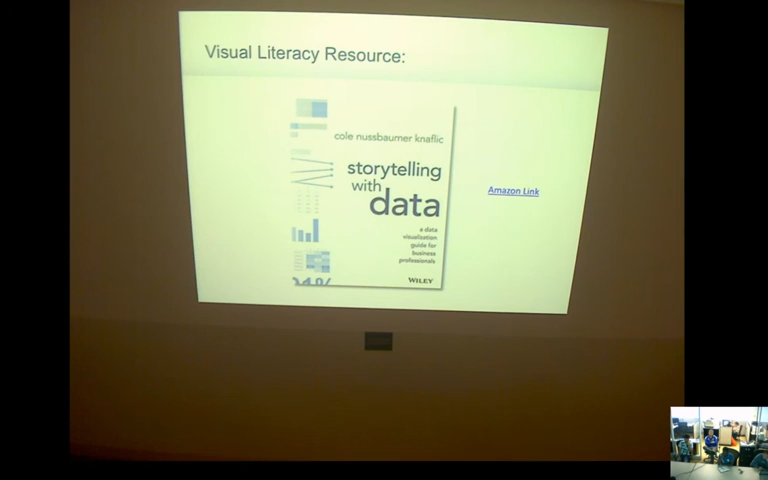 Visual Literacy Resource:
cole nussbaumer knaflic
storytelling
with
data
a data
visualization
guide for
business
professionals
WILEY
Amazon Link